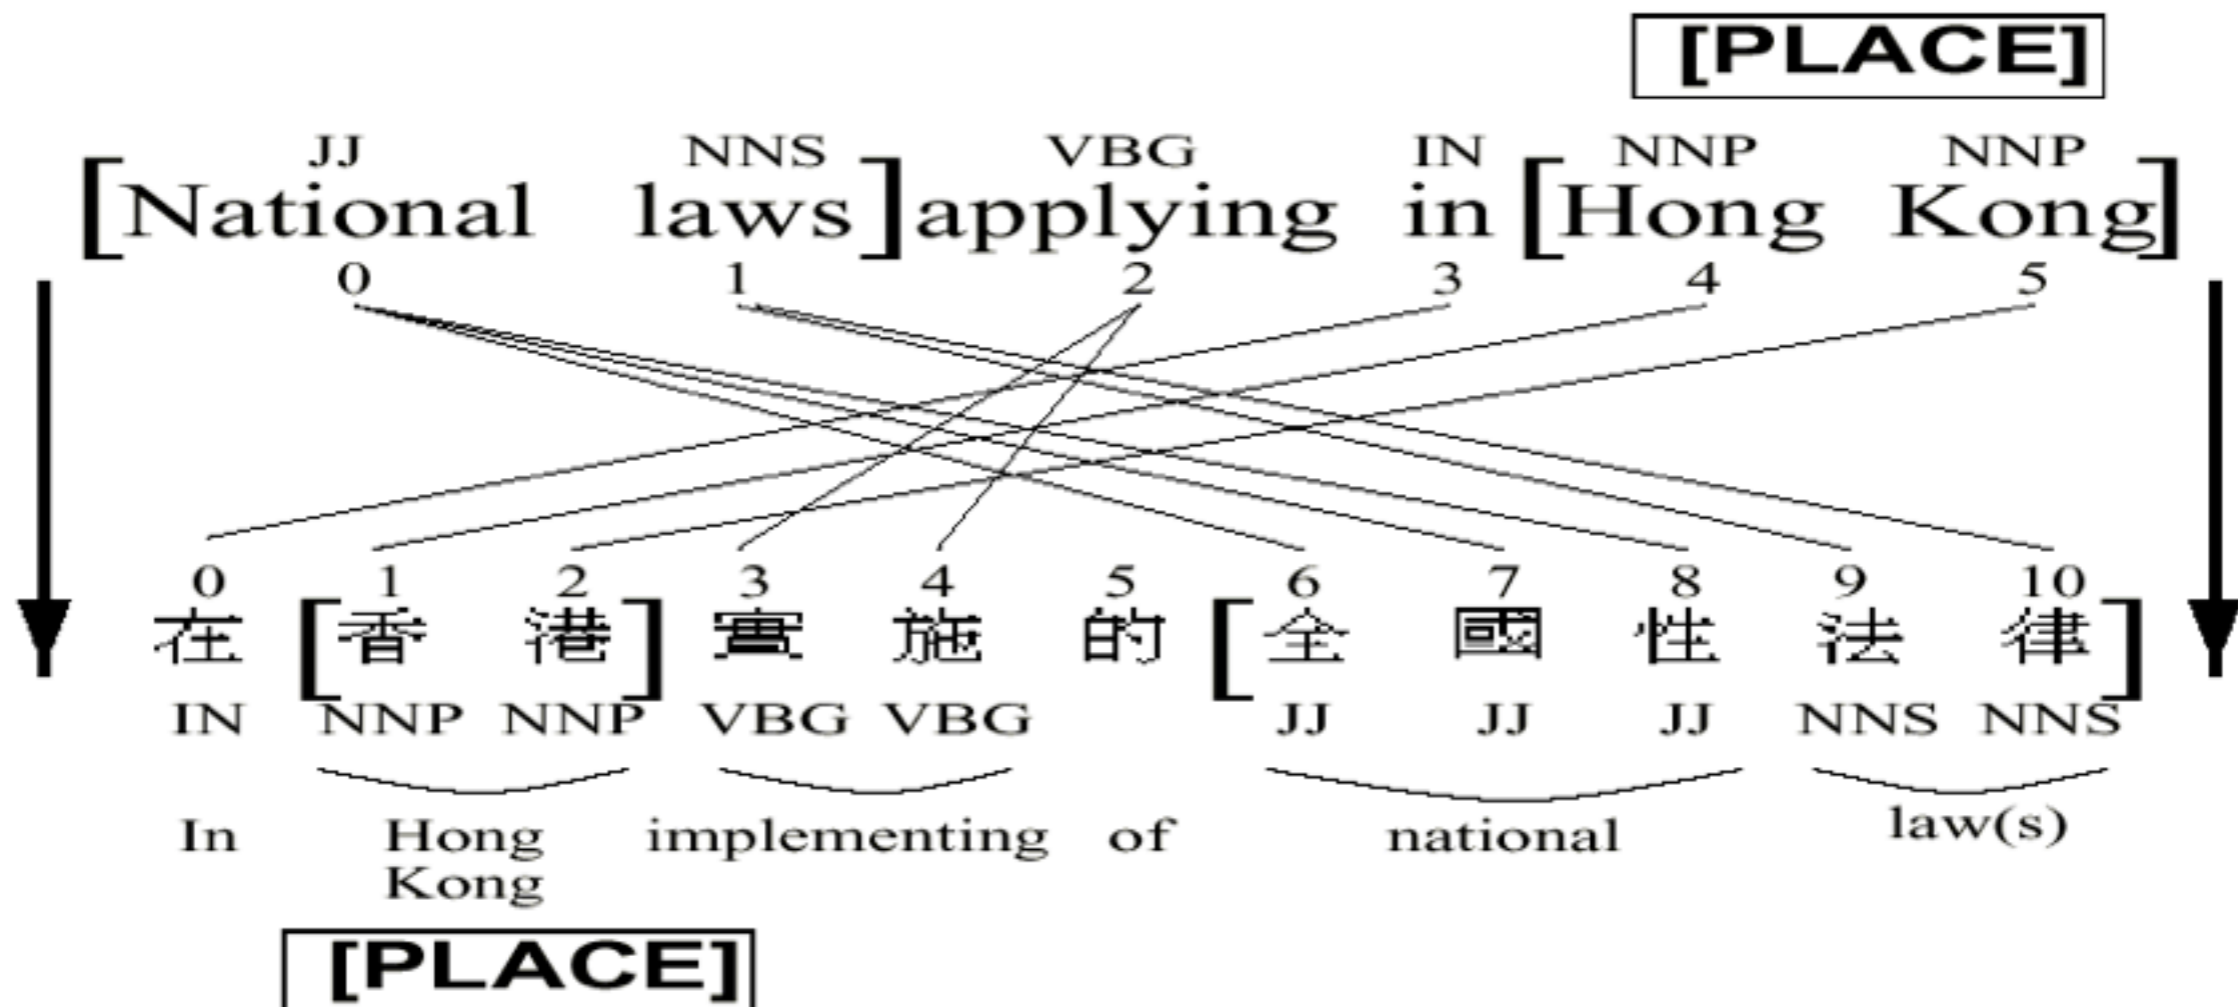 [PLACE]
JJ NNS VBG IN NNP NNP
[National laws] applying in [Hong Kong]
0 1 2 3 4 5
0 1 2 3 4 5 6 7 8 9 10
在 [香 港] 實 施 的 [全 國 性 法 律]
IN NNP NNP VBG VBG JJ JJ JJ NNS NNS
In Hong implementing of national law(s)
Kong
[PLACE]